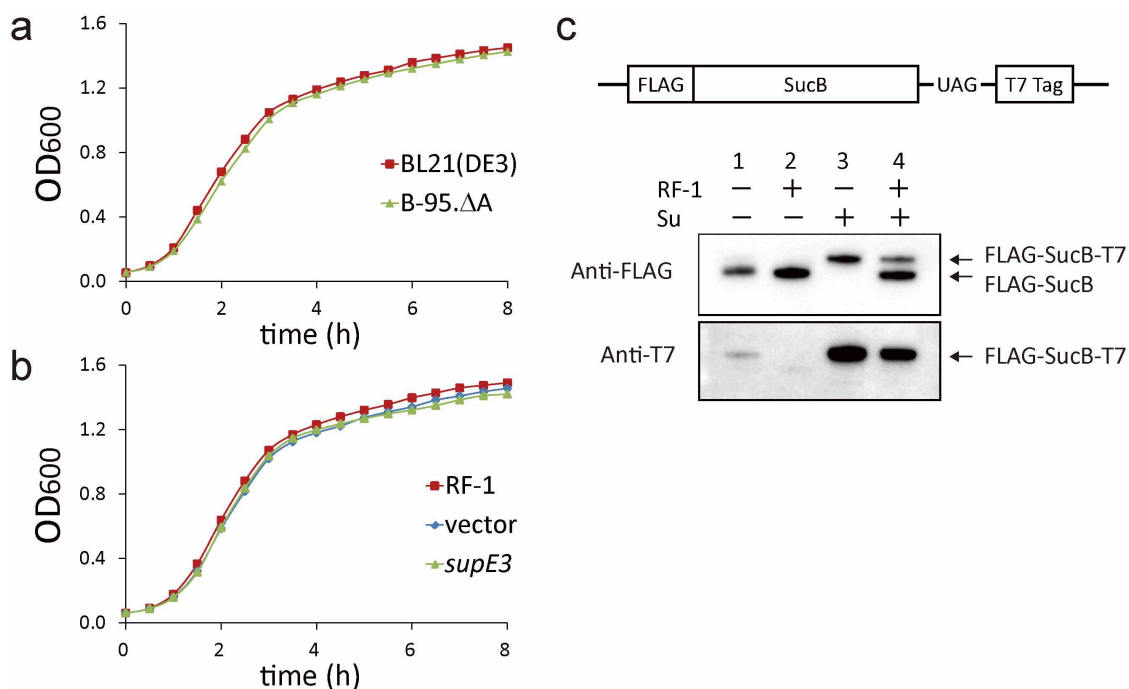 a
OD600
1.6
1.2
0.8
0.4
0.0
BL21(DE3)
B-95.ΔA
0 2 4 6 8
time (h)
b
OD600
1.6
1.2
0.8
0.4
0.0
RF-1
vector
supE3
0 2 4 6 8
time (h)
c
FLAG SucB UAG T7 Tag
1 2 3 4
RF-1 − + − +
Su − − + +
Anti-FLAG
FLAG-SucB-T7
FLAG-SucB
Anti-T7
FLAG-SucB-T7